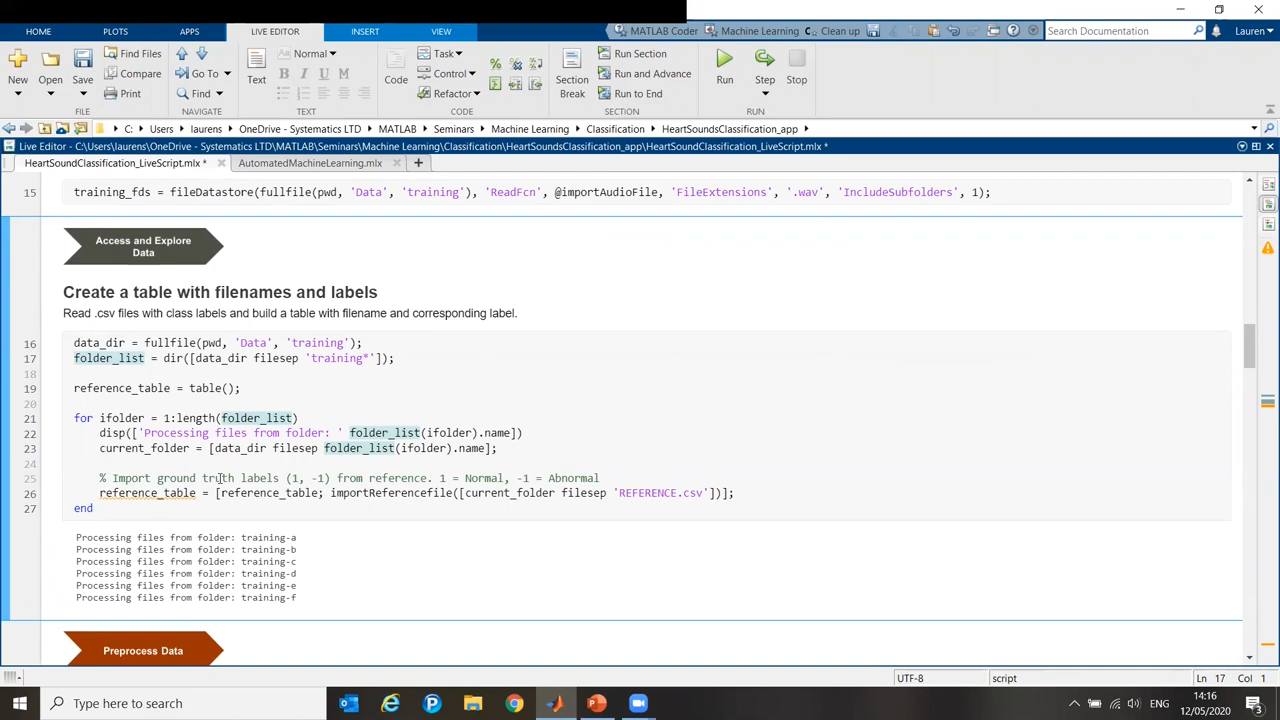 HOME PLOTS APPS LIVE EDITOR INSERT VIEW MATLAB Coder Machine Learning Clean up Search Documentation Lauren
New Open Save Find Files Compare Print Go To Find Text Normal B I U M Code Task Control Refactor Section Break Run Section Run and Advance Run to End Run Step Stop
FILE NAVIGATE TEXT CODE SECTION RUN
C: Users laurens OneDrive - Systematics LTD MATLAB Seminars Machine Learning Classification HeartSoundsClassification_app
Live Editor - C:\Users\laurens\OneDrive - Systematics LTD\MATLAB\Seminars\Machine Learning\Classification\HeartSoundsClassification_app\HeartSoundClassification_LiveScript.mlx *
HeartSoundClassification_LiveScript.mlx * AutomatedMachineLearning.mlx
15 training_fds = fileDatastore(fullfile(pwd, 'Data', 'training'), 'ReadFcn', @importAudioFile, 'FileExtensions', '.wav', 'IncludeSubfolders', 1);
Access and Explore
Data
Create a table with filenames and labels
Read .csv files with class labels and build a table with filename and corresponding label.
16 data_dir = fullfile(pwd, 'Data', 'training');
17 folder_list = dir([data_dir filesep 'training*']);
18
19 reference_table = table();
20
21 for ifolder = 1:length(folder_list)
22 disp(['Processing files from folder: ' folder_list(ifolder).name])
23 current_folder = [data_dir filesep folder_list(ifolder).name];
24
25 % Import ground truth labels (1, -1) from reference. 1 = Normal, -1 = Abnormal
26 reference_table = [reference_table; importReferencefile([current_folder filesep 'REFERENCE.csv'])];
27 end
Processing files from folder: training-a
Processing files from folder: training-b
Processing files from folder: training-c
Processing files from folder: training-d
Processing files from folder: training-e
Processing files from folder: training-f
Preprocess Data
UTF-8 script Ln 17 Col 1
Type here to search ENG 14:16
12/05/2020 3